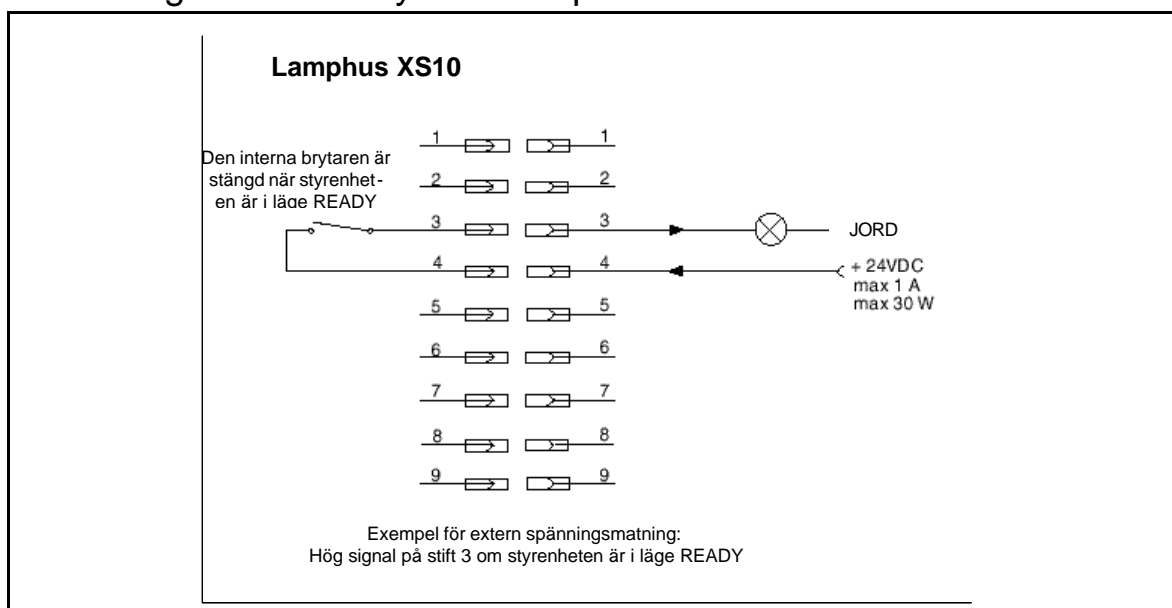 Lamphus XS10
Den interna brytaren är
stängd när styrenhet-
en är i läge READY
1 1
2 2
3 3
JORD
4 4
+ 24VDC
max 1 A
max 30 W
5 5
6 6
7 7
8 8
9 9
Exempel för extern spänningsmatning:
Hög signal på stift 3 om styrenheten är i läge READY